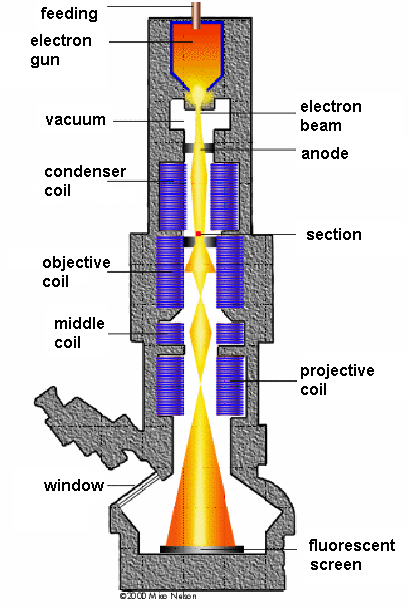 feeding
electron
gun
vacuum
electron
beam
anode
condenser
coil
section
objective
coil
middle
coil
projective
coil
window
fluorescent
screen
©2000 Mike Nelson